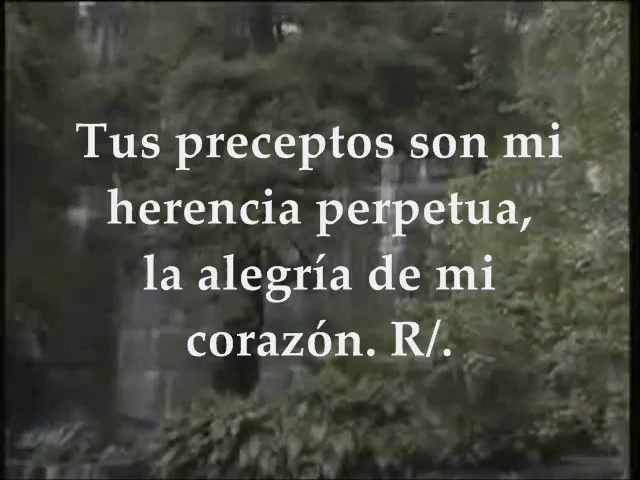 Tus preceptos son mi
herencia perpetua,
la alegría de mi
corazón. R/.